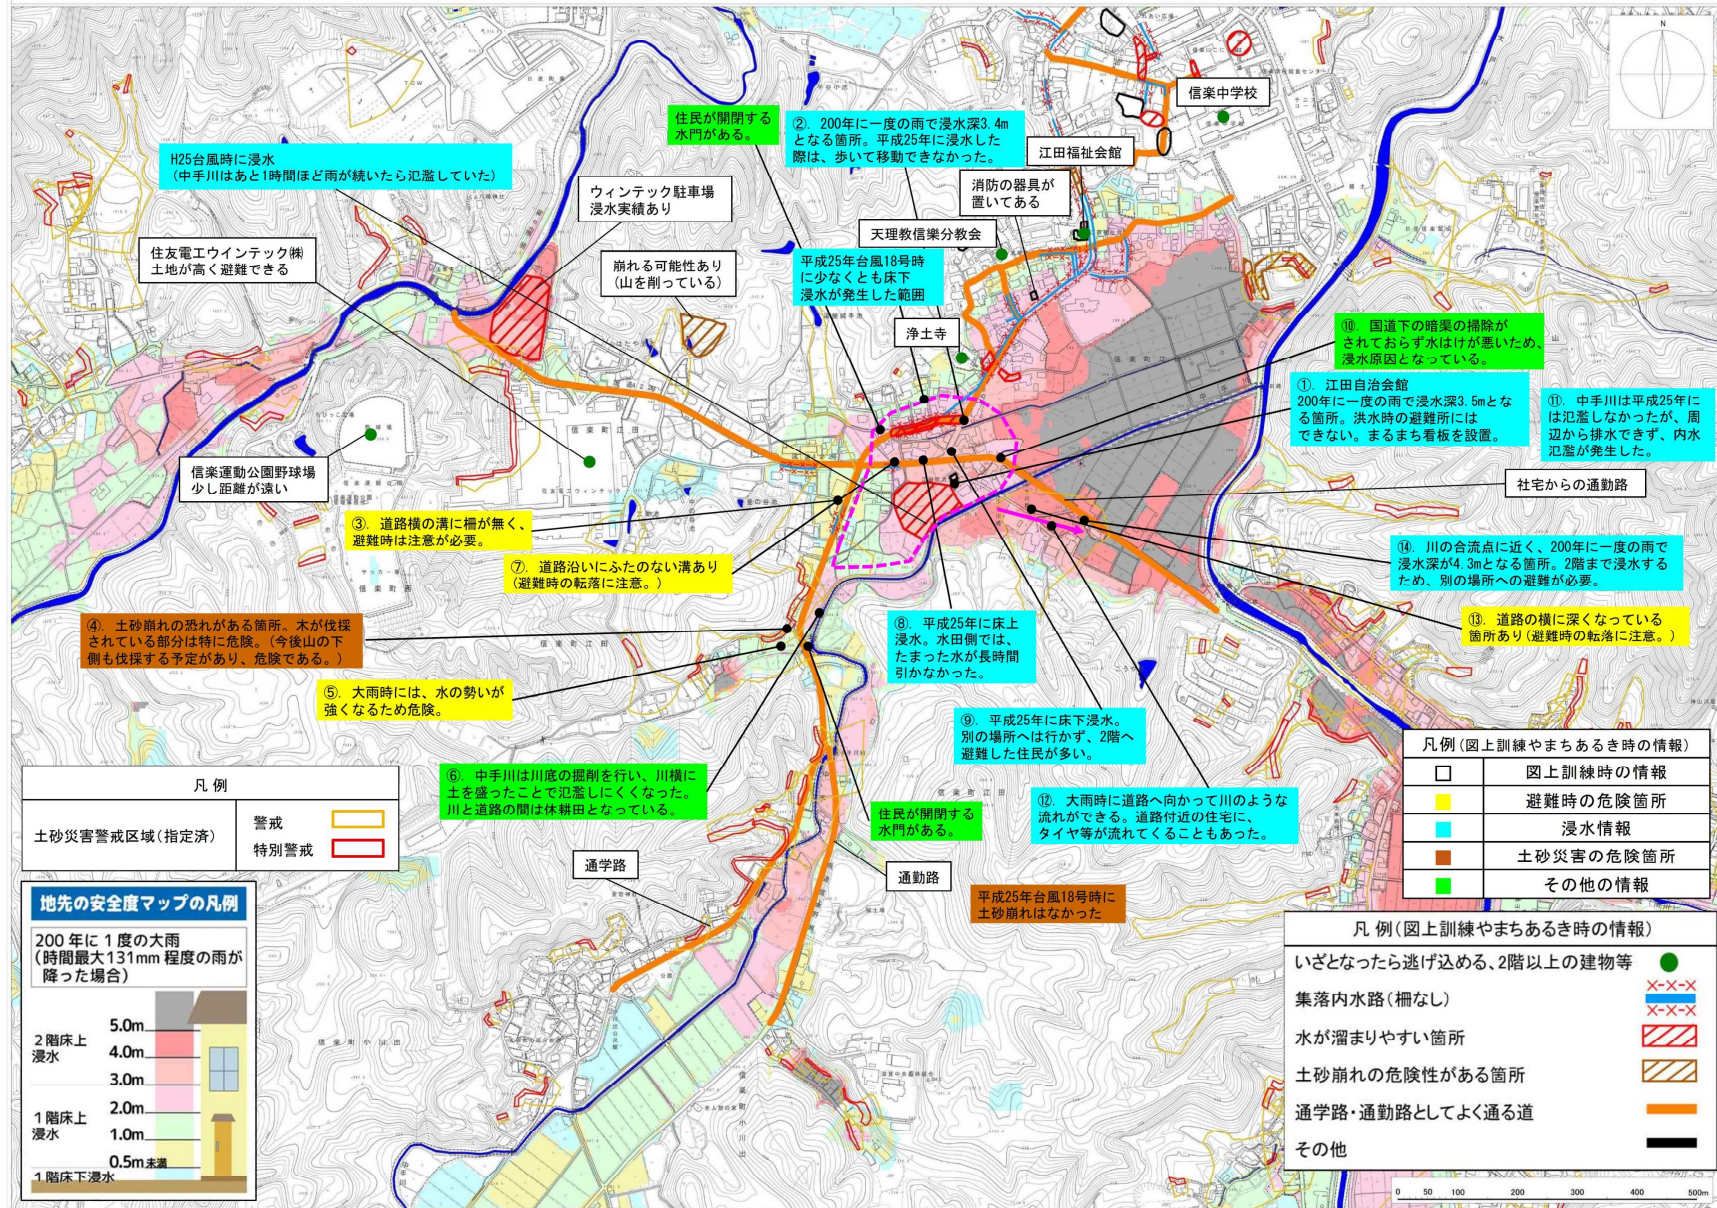 信楽中学校
住民が開閉する
水門がある。
②. 200年に一度の雨で浸水深3.4m
となる箇所。平成25年に浸水した
際は、歩いて移動できなかった。
江田福祉会館
H25台風時に浸水
(中手川はあと1時間ほど雨が続いたら氾濫していた)
ウィンテック駐車場
浸水実績あり
消防の器具が
置いてある
天理教信楽分教会
住友電工ウインテック㈱
土地が高く避難できる
崩れる可能性あり
(山を削っている)
平成25年台風18号時
に少なくとも床下
浸水が発生した範囲
浄土寺
⑩. 国道下の暗渠の掃除が
されておらず水はけが悪いため、
浸水原因となっている。
①. 江田自治会館
200年に一度の雨で浸水深3.5mとな
る箇所。洪水時の避難所には
できない。まるまち看板を設置。
⑪. 中手川は平成25年に
は氾濫しなかったが、周
辺から排水できず、内水
氾濫が発生した。
信楽運動公園野球場
少し距離が遠い
信楽町江田
社宅からの通勤路
③. 道路横の溝に柵が無く、
避難時は注意が必要。
⑦. 道路沿いにふたのない溝あり
(避難時の転落に注意。)
⑭. 川の合流点に近く、200年に一度の雨で
浸水深が4.3mとなる箇所。2階まで浸水する
ため、別の場所への避難が必要。
④. 土砂崩れの恐れがある箇所。木が伐採
されている部分は特に危険。(今後山の下
側も伐採する予定があり、危険である。)
⑧. 平成25年に床上
浸水。水田側では、
たまった水が長時間
引かなかった。
⑬. 道路の横に深くなっている
箇所あり(避難時の転落に注意。)
信楽町西
信楽町江田
⑤. 大雨時には、水の勢いが
強くなるため危険。
⑨. 平成25年に床下浸水。
別の場所へは行かず、2階へ
避難した住民が多い。
⑥. 中手川は川底の掘削を行い、川横に
土を盛ったことで氾濫しにくくなった。
川と道路の間は休耕田となっている。
住民が開閉する
水門がある。
信楽町江田
⑫. 大雨時に道路へ向かって川のような
流れができる。道路付近の住宅に、
タイヤ等が流れてくることもあった。
通学路
通勤路
平成25年台風18号時に
土砂崩れはなかった
信楽町小川出
信楽町小川出
凡例
土砂災害警戒区域(指定済)
警戒
特別警戒
地先の安全度マップの凡例
200年に1度の大雨
(時間最大131mm程度の雨が
降った場合)
5.0m
2階床上
浸水
4.0m
3.0m
2.0m
1階床上
浸水
1.0m
0.5m未満
1階床下浸水
凡例(図上訓練やまちあるき時の情報)
図上訓練時の情報
避難時の危険箇所
浸水情報
土砂災害の危険箇所
その他の情報
凡例(図上訓練やまちあるき時の情報)
いざとなったら逃げ込める、2階以上の建物等
集落内水路(柵なし)
水が溜まりやすい箇所
土砂崩れの危険性がある箇所
通学路・通勤路としてよく通る道
その他
N
0 50 100 200 300 400 500m